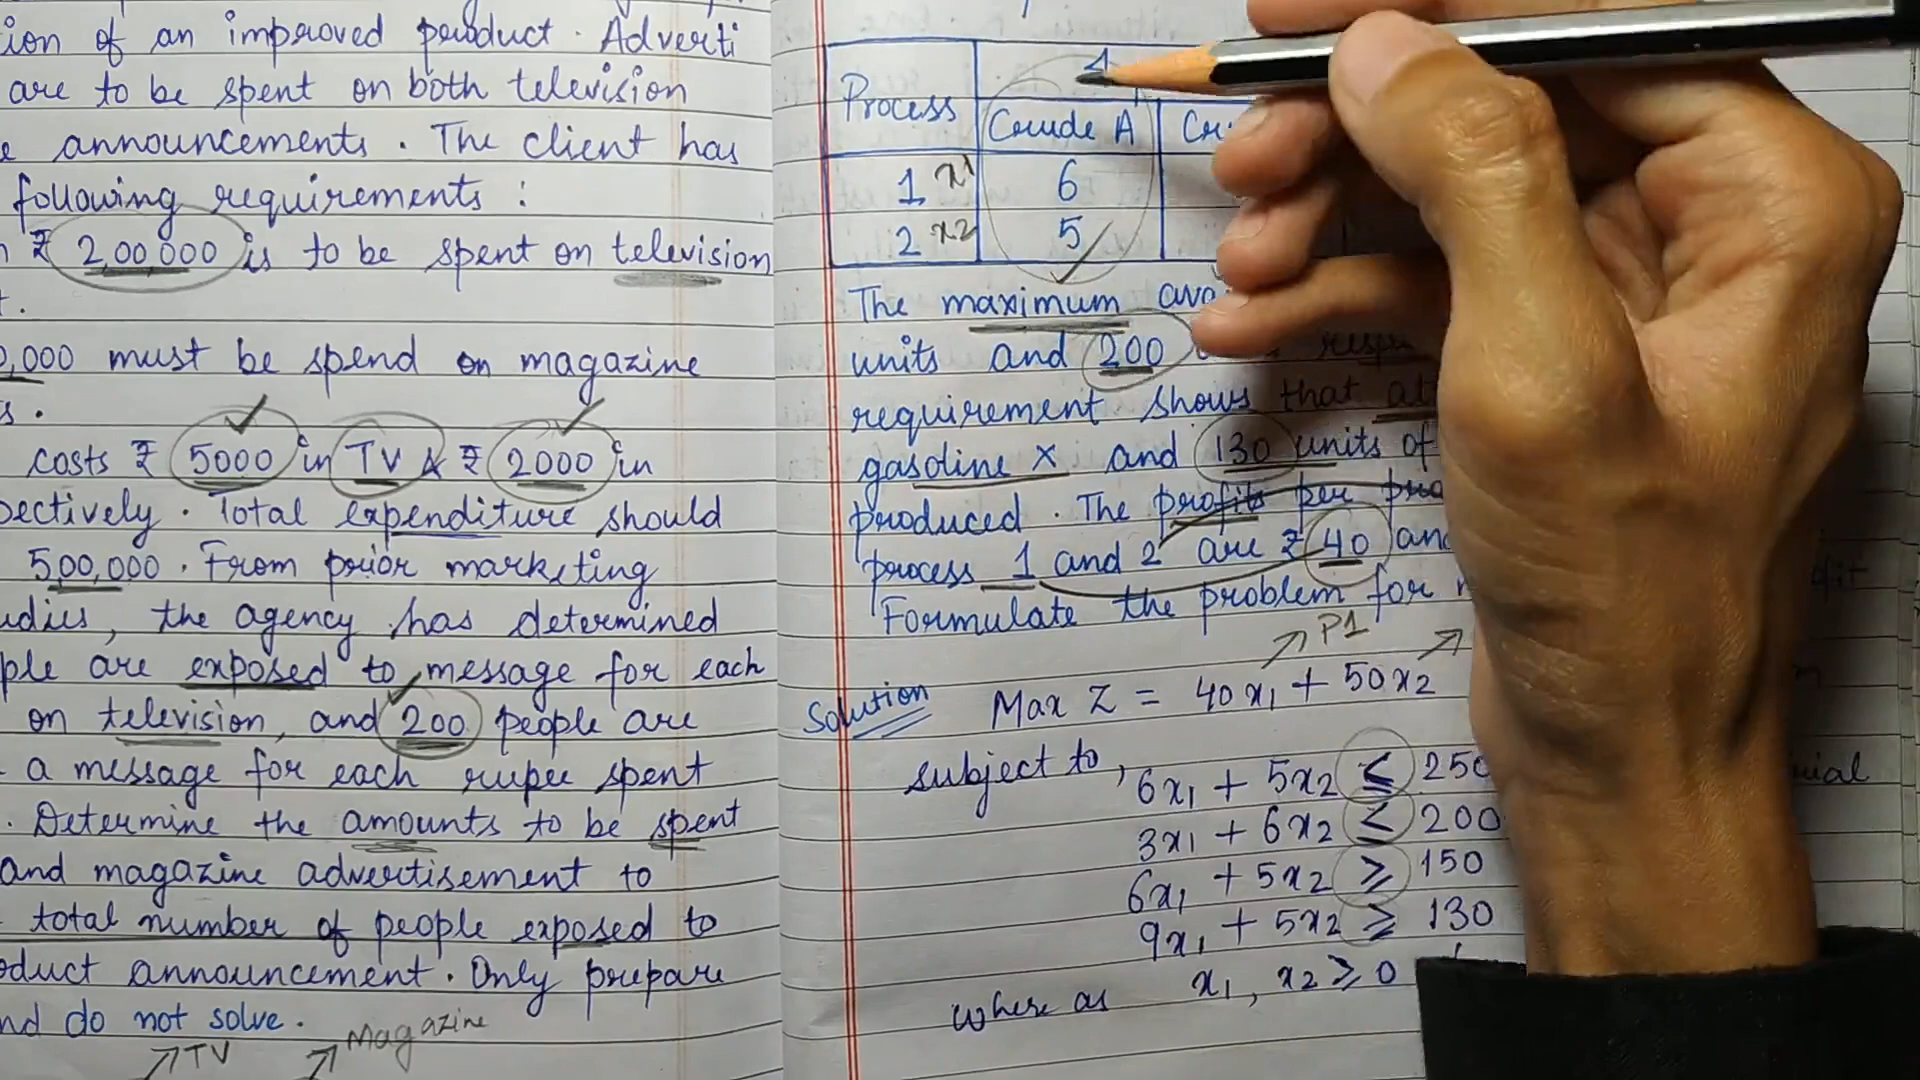 ion of an improved product. Adverti
are to be spent on both television
e announcements. The client has
following requirements :
₹ 2,00,000 is to be spent on television
t.
0,000 must be spend on magazine
s.
costs ₹ 5000 in TV & ₹ 2000 in
pectively. Total expenditure should
5,00,000. From prior marketing
udies, the agency has determined
ple are exposed to message for each
on television, and 200 people are
a message for each rupee spent
. Determine the amounts to be spent
and magazine advertisement to
total number of people exposed to
oduct announcement. Only prepare
nd do not solve.
TV Magazine
Process
Crude A
1 x1 6
2 x2 5
The maximum ava
units and 200
requirement shows that at
gasoline X and 130 units of
produced. The profits per pro
process 1 and 2 are ₹ 40 and
Formulate the problem for
P1
Solution Max Z = 40x₁ + 50x₂
subject to, 6x₁ + 5x₂ ≤ 250
3x₁ + 6x₂ ≤ 200
6x₁ + 5x₂ ≥ 150
9x₁ + 5x₂ ≥ 130
where as x₁, x₂ ≥ 0